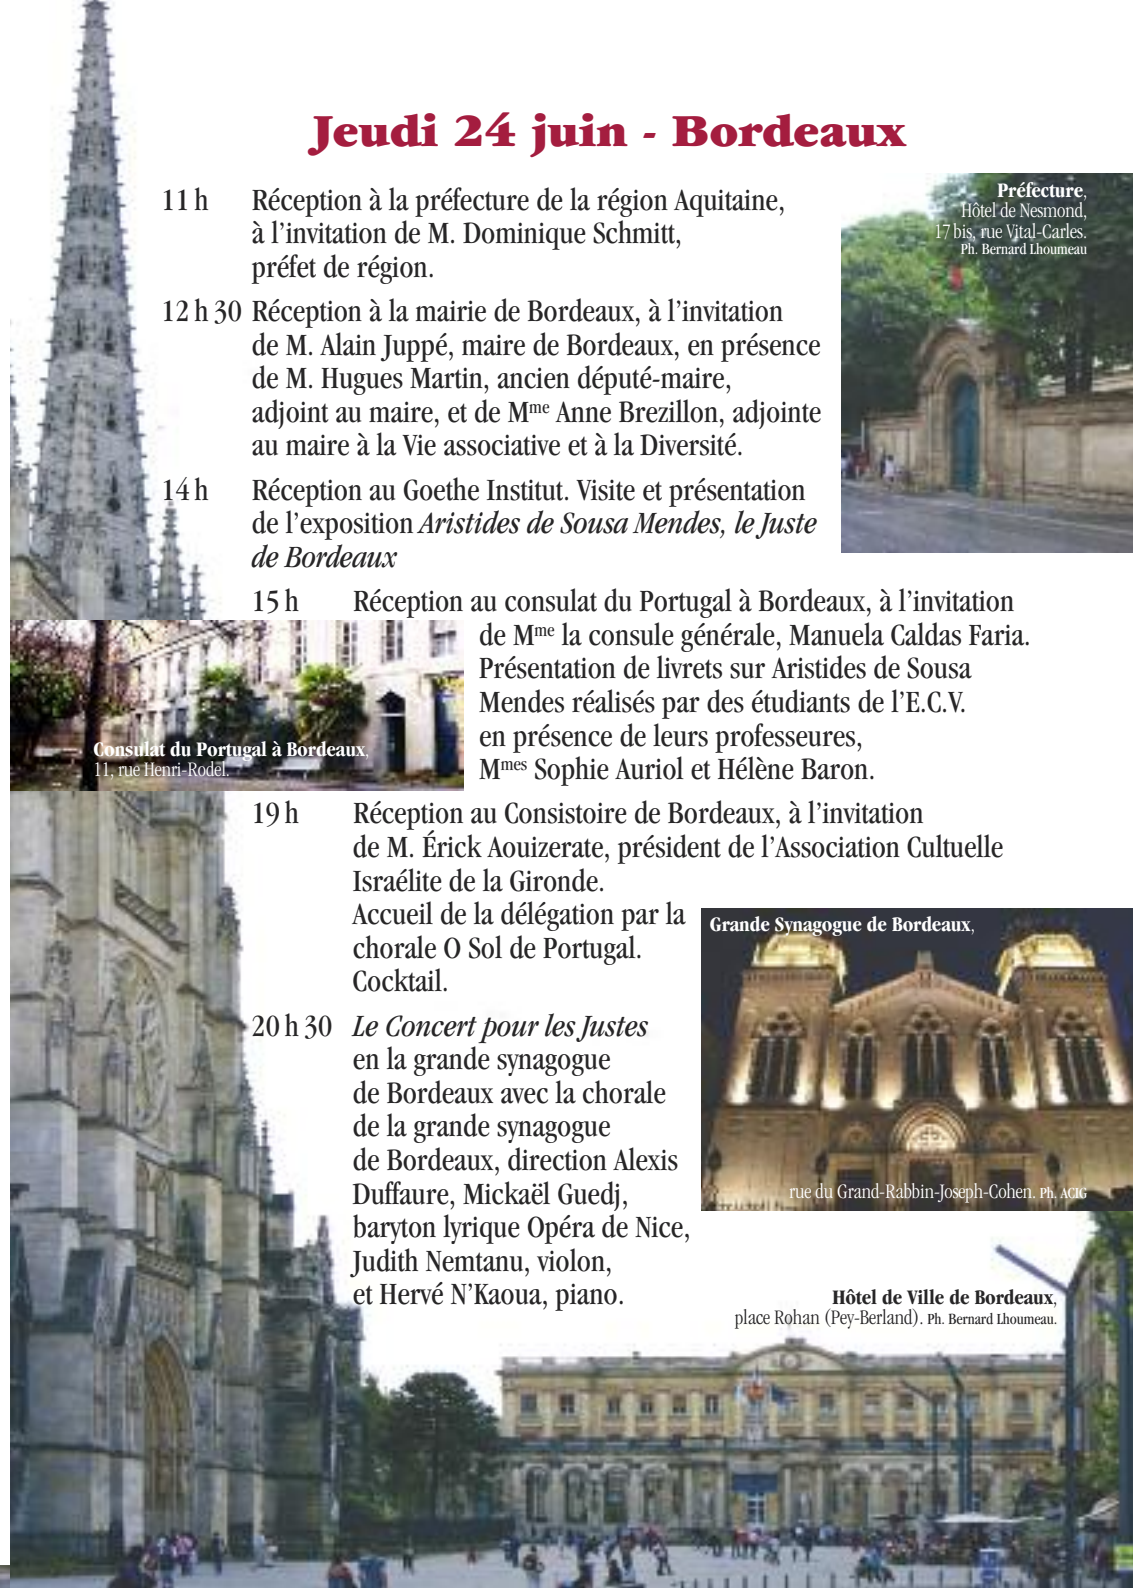 Jeudi 24 juin - Bordeaux
11 h Réception à la préfecture de la région Aquitaine,
à l'invitation de M. Dominique Schmitt,
préfet de région.
Préfecture,
Hôtel de Nesmond,
17 bis, rue Vital-Carles.
Ph. Bernard Lhoumeau
12 h 30 Réception à la mairie de Bordeaux, à l'invitation
de M. Alain Juppé, maire de Bordeaux, en présence
de M. Hugues Martin, ancien député-maire,
adjoint au maire, et de Mme Anne Brezillon, adjointe
au maire à la Vie associative et à la Diversité.
14 h Réception au Goethe Institut. Visite et présentation
de l'exposition Aristides de Sousa Mendes, le Juste
de Bordeaux
15 h Réception au consulat du Portugal à Bordeaux, à l'invitation
de Mme la consule générale, Manuela Caldas Faria.
Présentation de livrets sur Aristides de Sousa
Mendes réalisés par des étudiants de l'E.C.V.
en présence de leurs professeures,
Mmes Sophie Auriol et Hélène Baron.
Consulat du Portugal à Bordeaux,
11, rue Henri-Rodel.
19 h Réception au Consistoire de Bordeaux, à l'invitation
de M. Érick Aouizerate, président de l'Association Cultuelle
Israélite de la Gironde.
Accueil de la délégation par la
chorale O Sol de Portugal.
Cocktail.
Grande Synagogue de Bordeaux,
rue du Grand-Rabbin-Joseph-Cohen. Ph. ACIG
20 h 30 Le Concert pour les Justes
en la grande synagogue
de Bordeaux avec la chorale
de la grande synagogue
de Bordeaux, direction Alexis
Duffaure, Mickaël Guedj,
baryton lyrique Opéra de Nice,
Judith Nemtanu, violon,
et Hervé N'Kaoua, piano.
Hôtel de Ville de Bordeaux,
place Rohan (Pey-Berland). Ph. Bernard Lhoumeau.